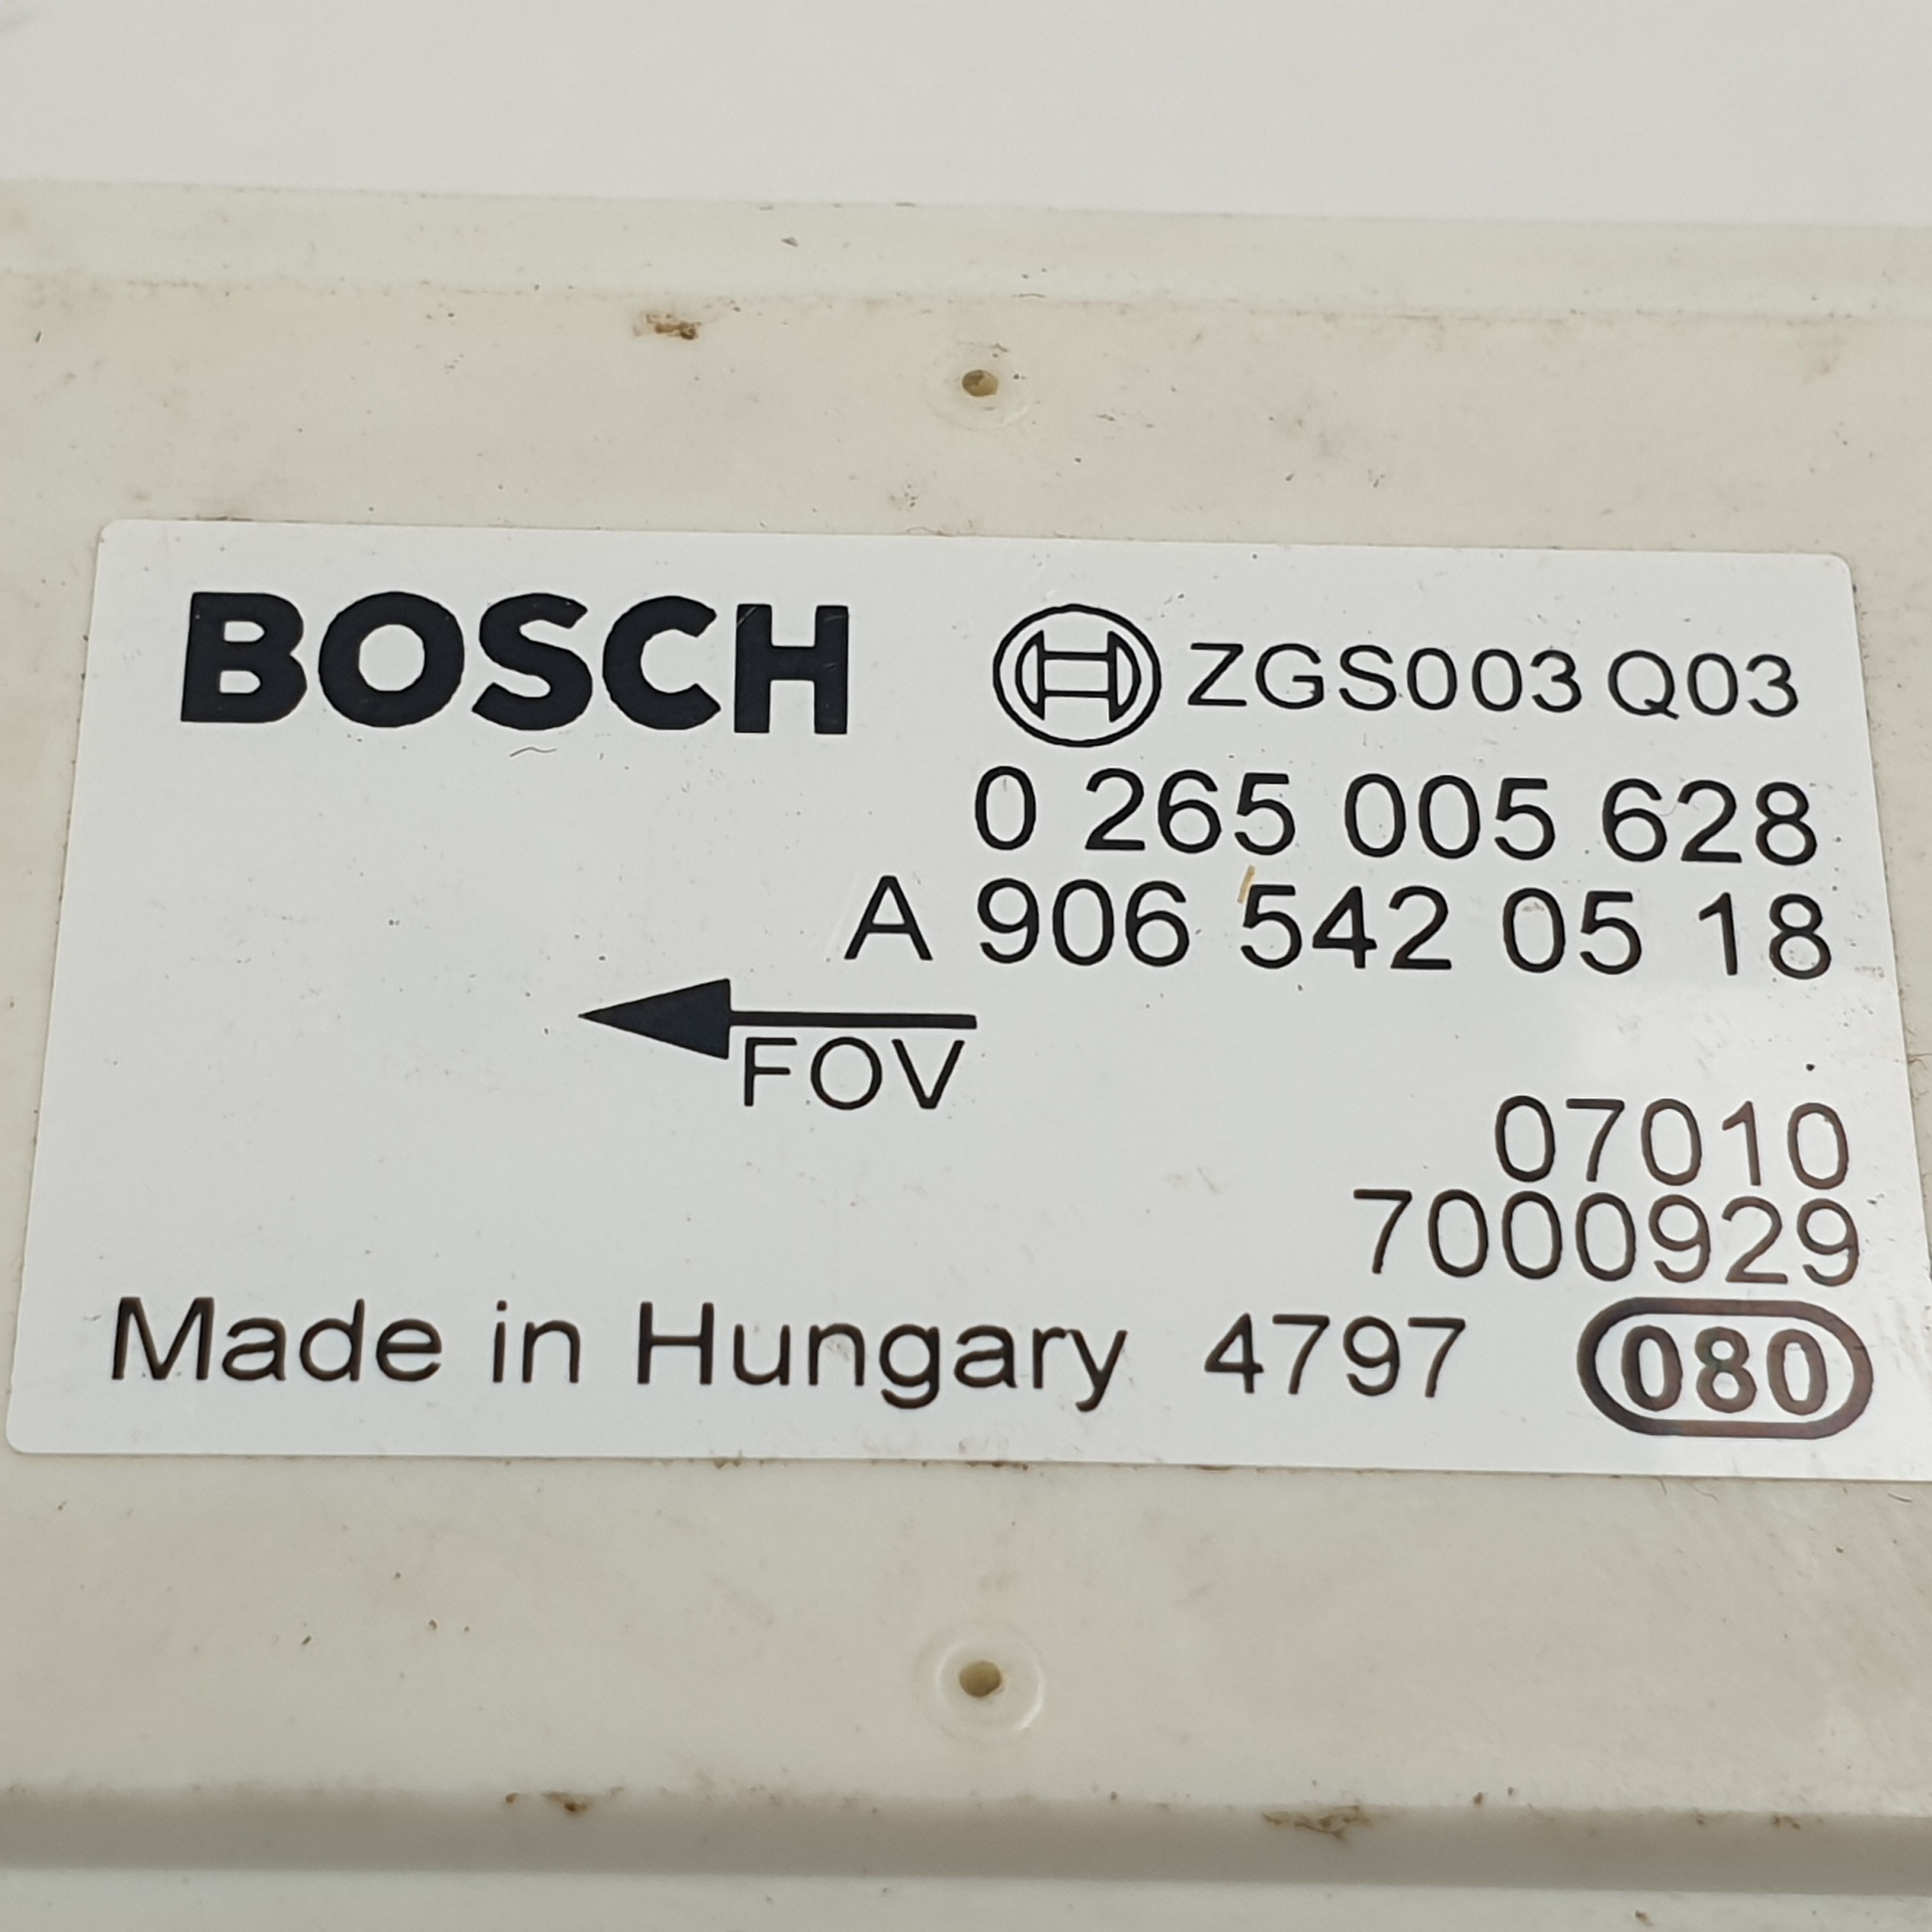 BOSCH ZGS003 Q03
0 265 005 628
A 906 542 05 18
FOV
07010
7000929
Made in Hungary 4797 080